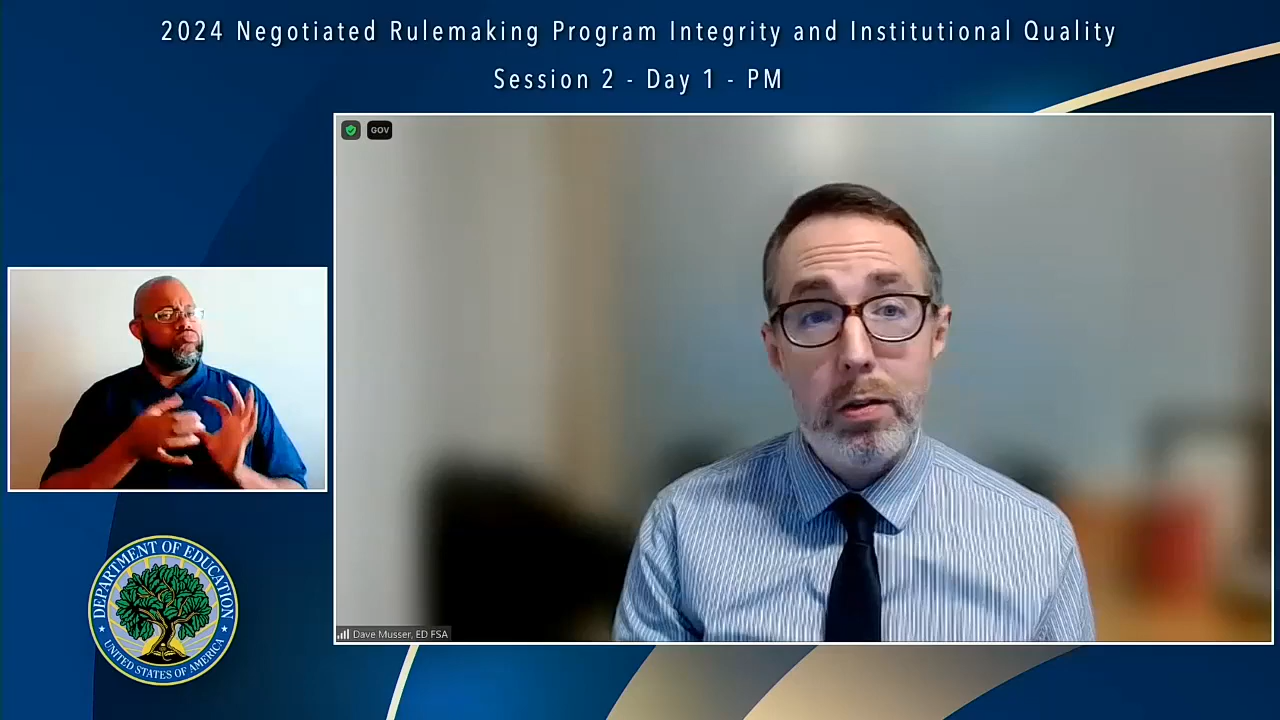 2024 Negotiated Rulemaking Program Integrity and Institutional Quality
Session 2 - Day 1 - PM
GOV
Dave Musser, ED FSA
DEPARTMENT OF EDUCATION
UNITED STATES OF AMERICA